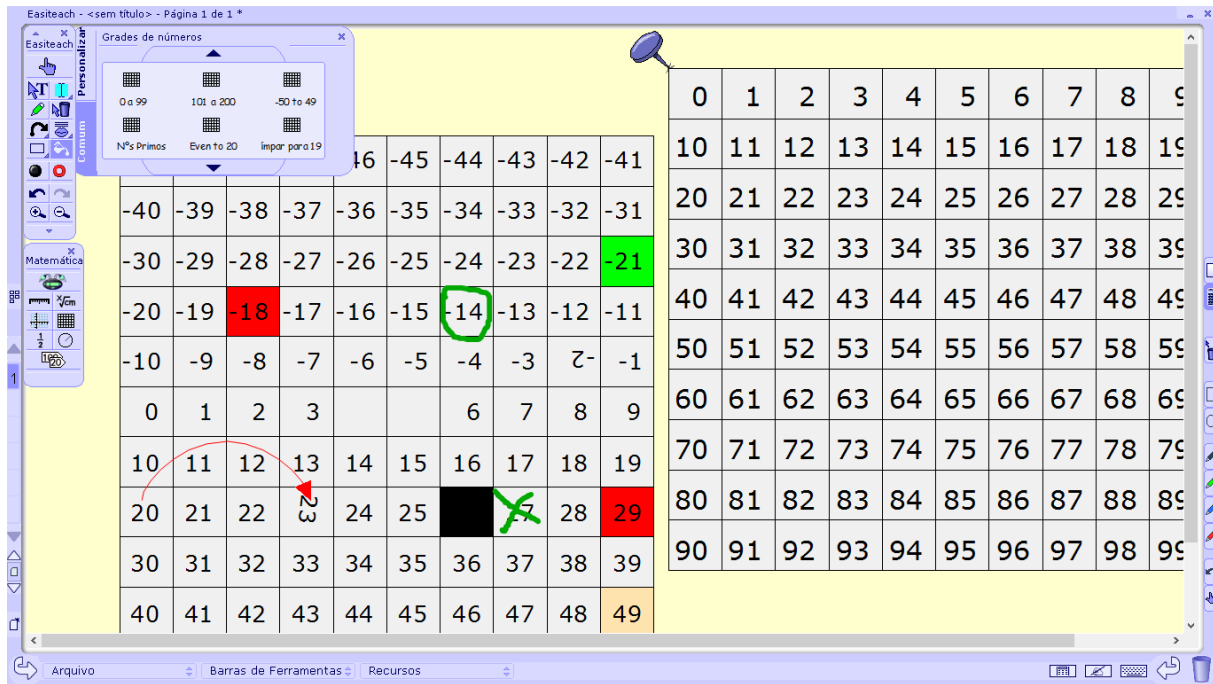 Easiteach - <sem título> - Página 1 de 1 *
Easiteach
Personalizar
Comum
Grades de números
0 a 99 101 a 200 -50 to 49
Nºs Primos Even to 20 ímpar para 19
Matemática
1
-45 -44 -43 -42 -41
-40 -39 -38 -37 -36 -35 -34 -33 -32 -31
-30 -29 -28 -27 -26 -25 -24 -23 -22 -21
-20 -19 -18 -17 -16 -15 -14 -13 -12 -11
-10 -9 -8 -7 -6 -5 -4 -3 -2 -1
0 1 2 3 6 7 8 9
10 11 12 13 14 15 16 17 18 19
20 21 22 23 24 25 27 28 29
30 31 32 33 34 35 36 37 38 39
40 41 42 43 44 45 46 47 48 49
0 1 2 3 4 5 6 7 8
10 11 12 13 14 15 16 17 18 19
20 21 22 23 24 25 26 27 28 29
30 31 32 33 34 35 36 37 38 39
40 41 42 43 44 45 46 47 48 49
50 51 52 53 54 55 56 57 58 59
60 61 62 63 64 65 66 67 68 69
70 71 72 73 74 75 76 77 78 79
80 81 82 83 84 85 86 87 88 89
90 91 92 93 94 95 96 97 98 99
Arquivo Barras de Ferramentas Recursos